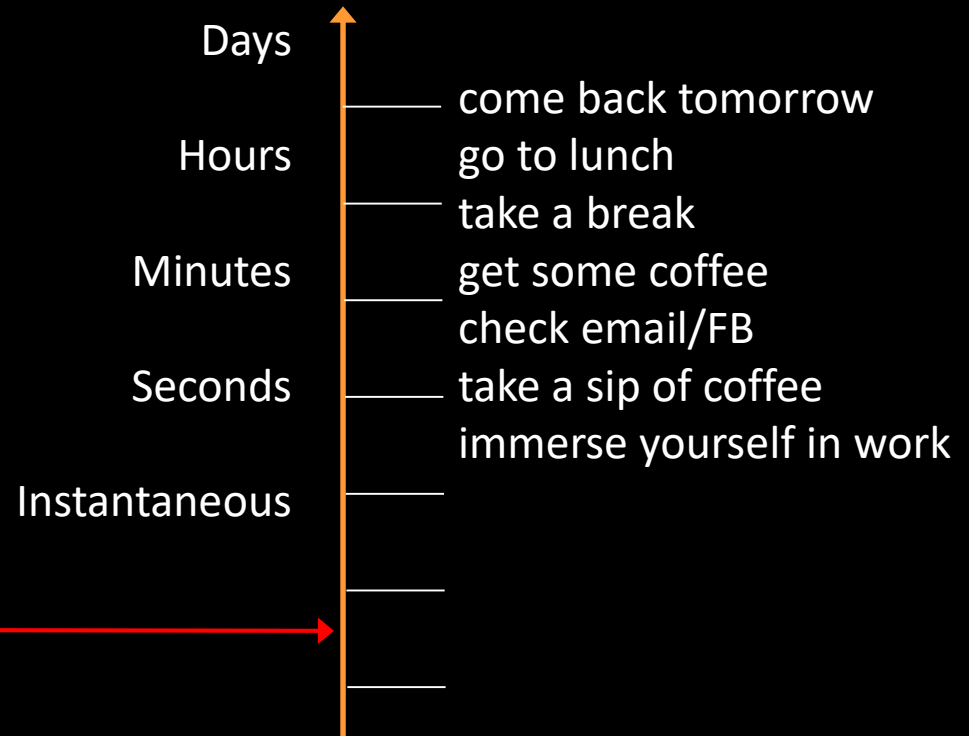 Days
come back tomorrow
Hours
go to lunch
take a break
Minutes
get some coffee
check email/FB
Seconds
take a sip of coffee
immerse yourself in work
Instantaneous